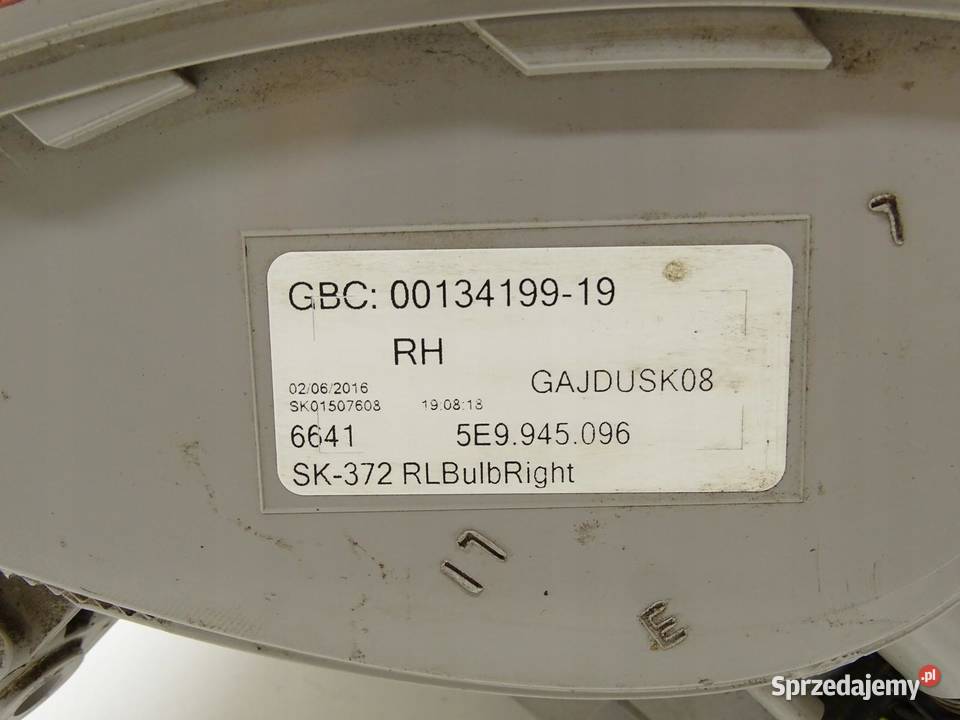 GBC: 00134199-19
RH
02/06/2016
GAJDUSK08
SK01507608 19:08:18
6641 5E9.945.096
SK-372 RLBulbRight
Sprzedajemy.pl